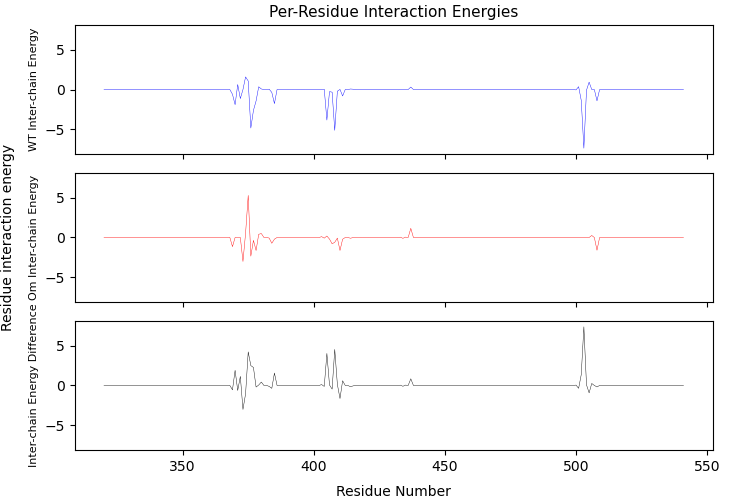 Per-Residue Interaction Energies
Residue interaction energy
WT Inter-chain Energy
5
0
−5
Om Inter-chain Energy
5
0
−5
Inter-chain Energy Difference
5
0
−5
350
400
450
500
550
Residue Number